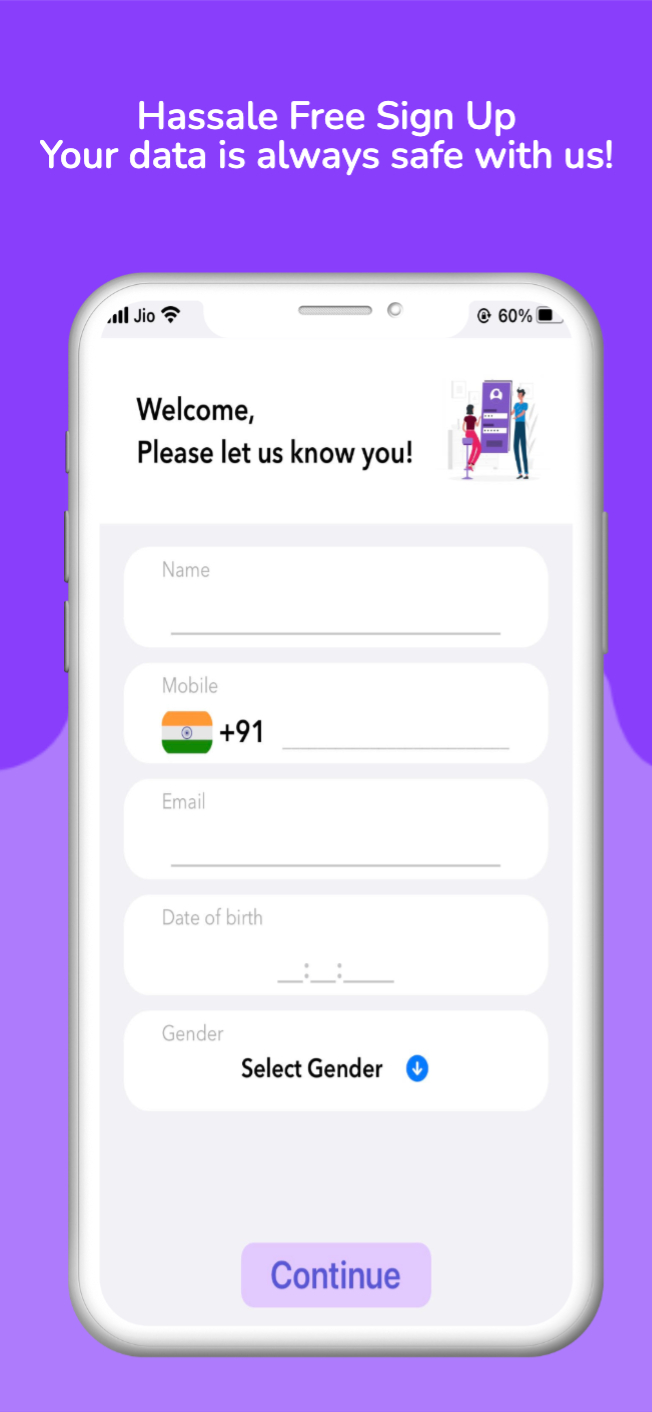 Hassale Free Sign Up
Your data is always safe with us!
Jio 60%
Welcome,
Please let us know you!
Name
Mobile
+91
Email
Date of birth
__:__:____
Gender
Select Gender
Continue